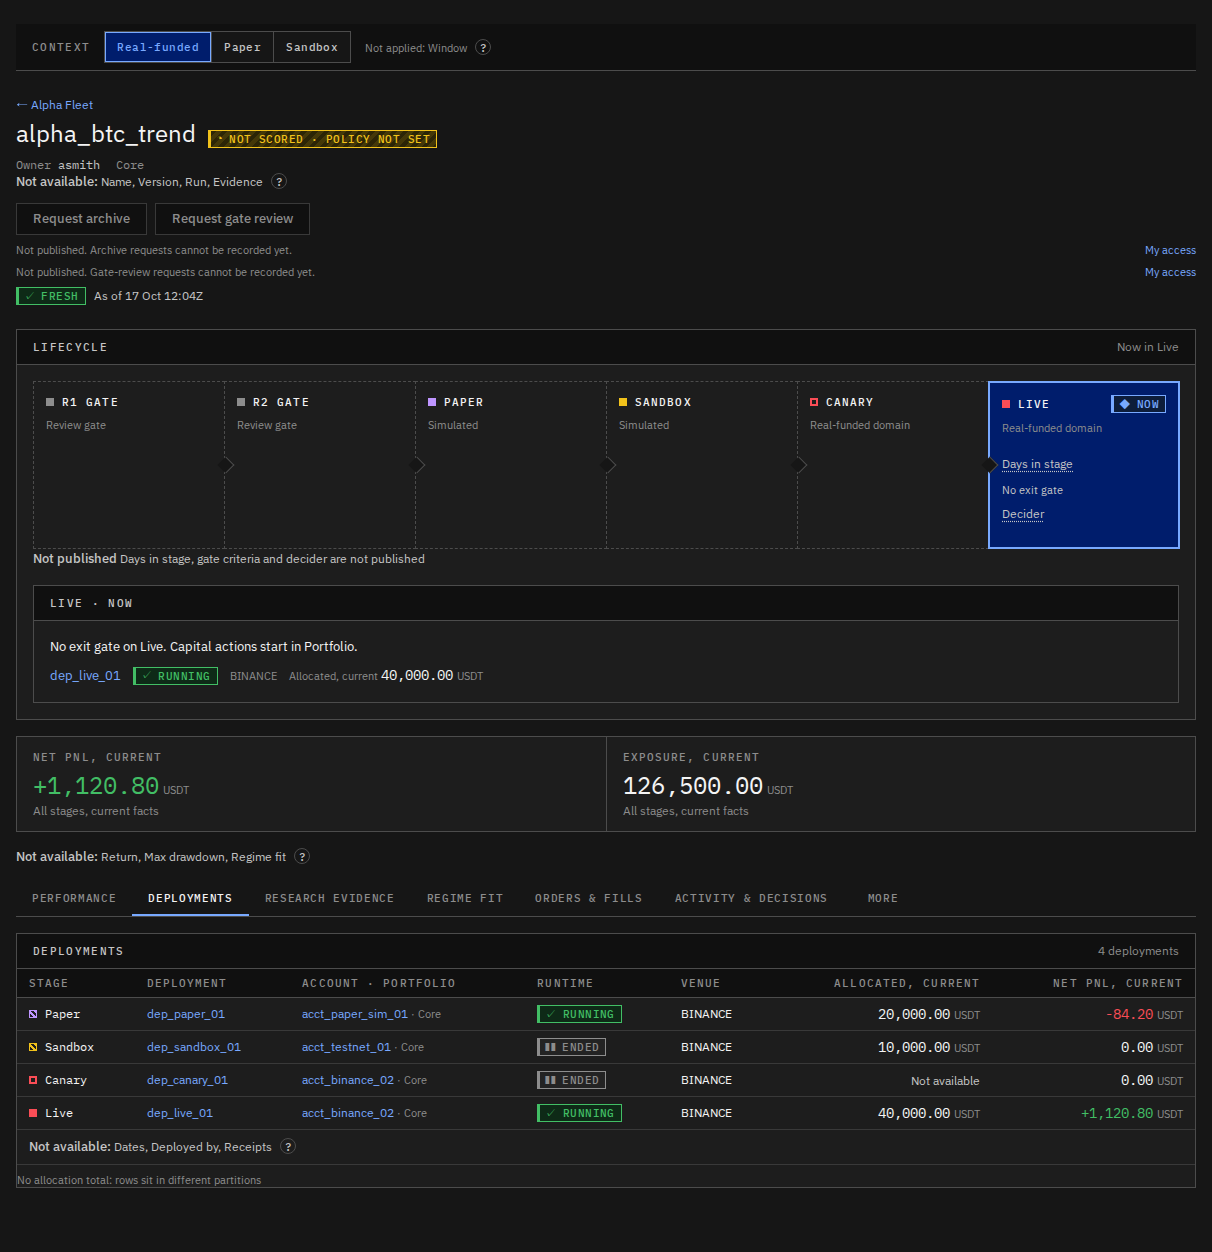 CONTEXT Real-funded Paper Sandbox Not applied: Window ?
← Alpha Fleet
alpha_btc_trend NOT SCORED · POLICY NOT SET
Owner asmith Core
Not available: Name, Version, Run, Evidence ?
Request archive Request gate review
Not published. Archive requests cannot be recorded yet. My access
Not published. Gate-review requests cannot be recorded yet. My access
✓ FRESH As of 17 Oct 12:04Z
LIFECYCLE Now in Live
R1 GATE R2 GATE PAPER SANDBOX CANARY LIVE ◆ NOW
Review gate Review gate Simulated Simulated Real-funded domain Real-funded domain
Days in stage
No exit gate
Decider
Not published Days in stage, gate criteria and decider are not published
LIVE · NOW
No exit gate on Live. Capital actions start in Portfolio.
dep_live_01 ✓ RUNNING BINANCE Allocated, current 40,000.00 USDT
NET PNL, CURRENT EXPOSURE, CURRENT
+1,120.80 USDT 126,500.00 USDT
All stages, current facts All stages, current facts
Not available: Return, Max drawdown, Regime fit ?
PERFORMANCE DEPLOYMENTS RESEARCH EVIDENCE REGIME FIT ORDERS & FILLS ACTIVITY & DECISIONS MORE
DEPLOYMENTS 4 deployments
STAGE DEPLOYMENT ACCOUNT · PORTFOLIO RUNTIME VENUE ALLOCATED, CURRENT NET PNL, CURRENT
Paper dep_paper_01 acct_paper_sim_01 · Core ✓ RUNNING BINANCE 20,000.00 USDT -84.20 USDT
Sandbox dep_sandbox_01 acct_testnet_01 · Core ENDED BINANCE 10,000.00 USDT 0.00 USDT
Canary dep_canary_01 acct_binance_02 · Core ENDED BINANCE Not available 0.00 USDT
Live dep_live_01 acct_binance_02 · Core ✓ RUNNING BINANCE 40,000.00 USDT +1,120.80 USDT
Not available: Dates, Deployed by, Receipts ?
No allocation total: rows sit in different partitions